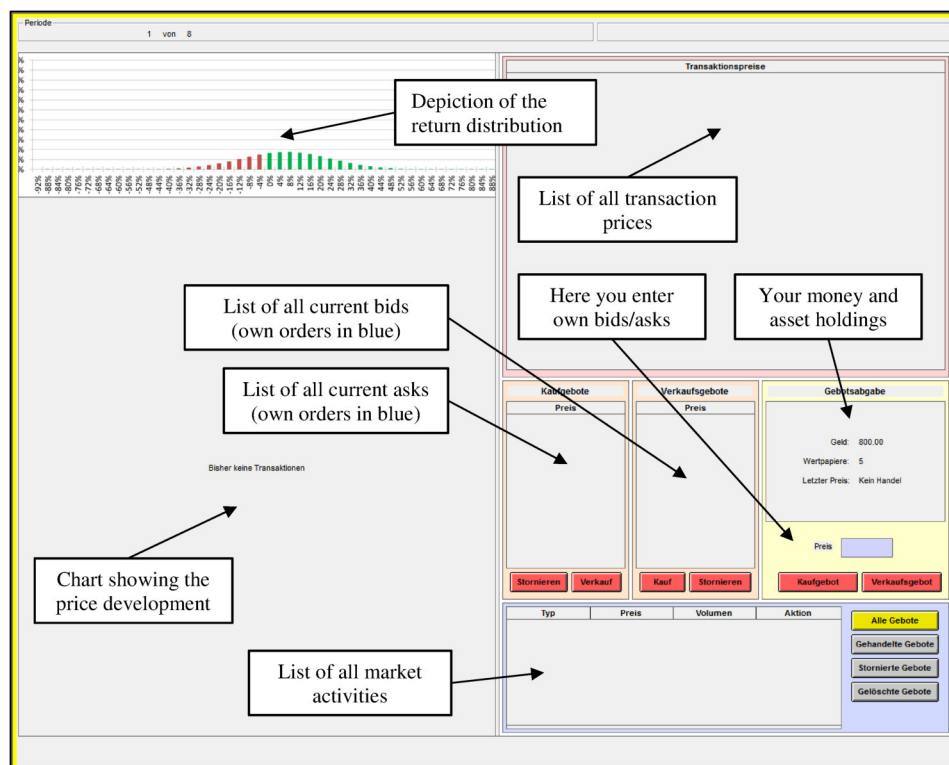 Periode
1 von 8
Transaktionspreise
%
%
%
%
%
%
%
%
%
%
%
-92%
-88%
-84%
-80%
-76%
-72%
-68%
-64%
-60%
-56%
-52%
-48%
-44%
-40%
-36%
-32%
-28%
-24%
-20%
-16%
-12%
-8%
-4%
0%
4%
8%
12%
16%
20%
24%
28%
32%
36%
40%
44%
48%
52%
56%
60%
64%
68%
72%
76%
80%
84%
88%
Depiction of the
return distribution
List of all transaction
prices
List of all current bids
(own orders in blue)
Here you enter
own bids/asks
Your money and
asset holdings
List of all current asks
(own orders in blue)
Kaufgebote
Preis
Stornieren Verkauf
Verkaufsgebote
Preis
Kauf Stornieren
Gebotsabgabe
Geld: 800.00
Wertpapiere: 5
Letzter Preis: Kein Handel
Preis
Kaufgebot Verkaufsgebot
Bisher keine Transaktionen
Chart showing the
price development
Typ Preis Volumen Aktion
List of all market
activities
Alle Gebote
Gehandelte Gebote
Stornierte Gebote
Gelöschte Gebote